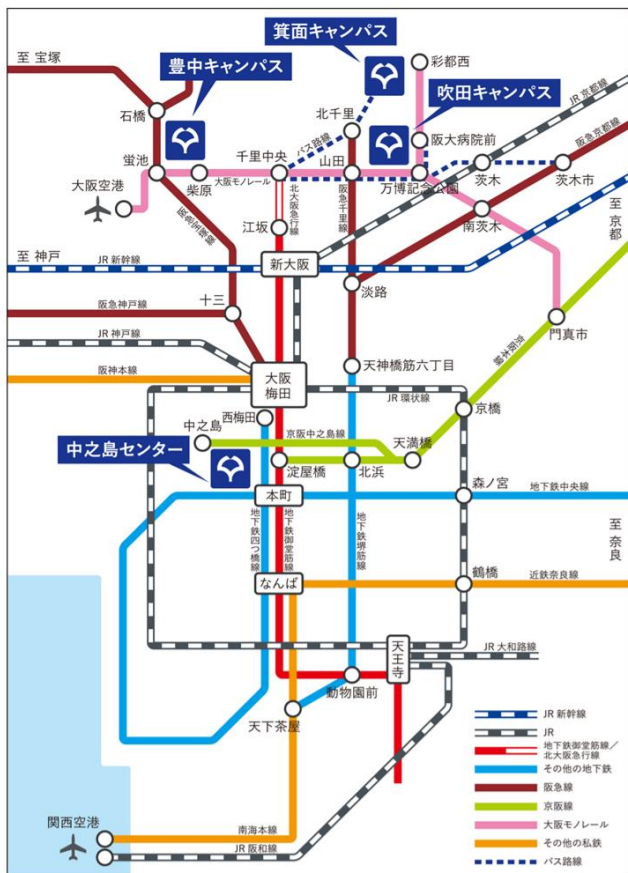 箕面キャンパス
至 宝塚
豊中キャンパス
彩都西
吹田キャンパス
JR 京都線
石橋
北千里
バス路線
阪大病院前
阪急京都線
蛍池
柴原
大阪モノレール
千里中央
山田
万博記念公園
茨木
茨木市
大阪空港
北大阪急行線
阪急千里線
阪急宝塚線
江坂
南茨木
至 京都
至 神戸
JR 新幹線
新大阪
淡路
十三
阪急神戸線
門真市
JR 神戸線
京阪本線
天神橋筋六丁目
阪神本線
大阪
梅田
JR 環状線
京橋
西梅田
中之島
京阪中之島線
天満橋
中之島センター
淀屋橋
北浜
本町
森ノ宮
地下鉄中央線
地下鉄四つ橋線
地下鉄御堂筋線
地下鉄堺筋線
至 奈良
なんば
鶴橋
近鉄奈良線
天王寺
JR 大和路線
動物園前
天下茶屋
JR 新幹線
JR
地下鉄御堂筋線/
北大阪急行線
その他の地下鉄
阪急線
京阪線
大阪モノレール
その他の私鉄
バス路線
関西空港
南海本線
JR 阪和線